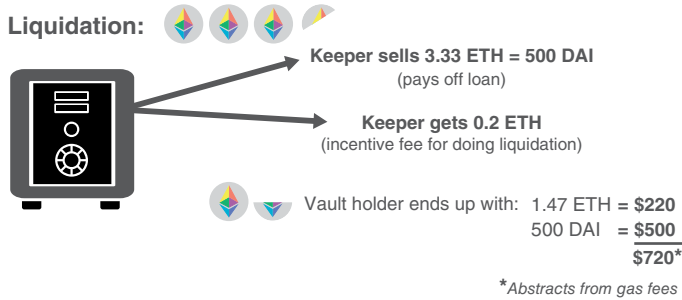 Liquidation:
Keeper sells 3.33 ETH = 500 DAI
(pays off loan)
Keeper gets 0.2 ETH
(incentive fee for doing liquidation)
Vault holder ends up with: 1.47 ETH = $220
500 DAI = $500
$720*
*Abstracts from gas fees